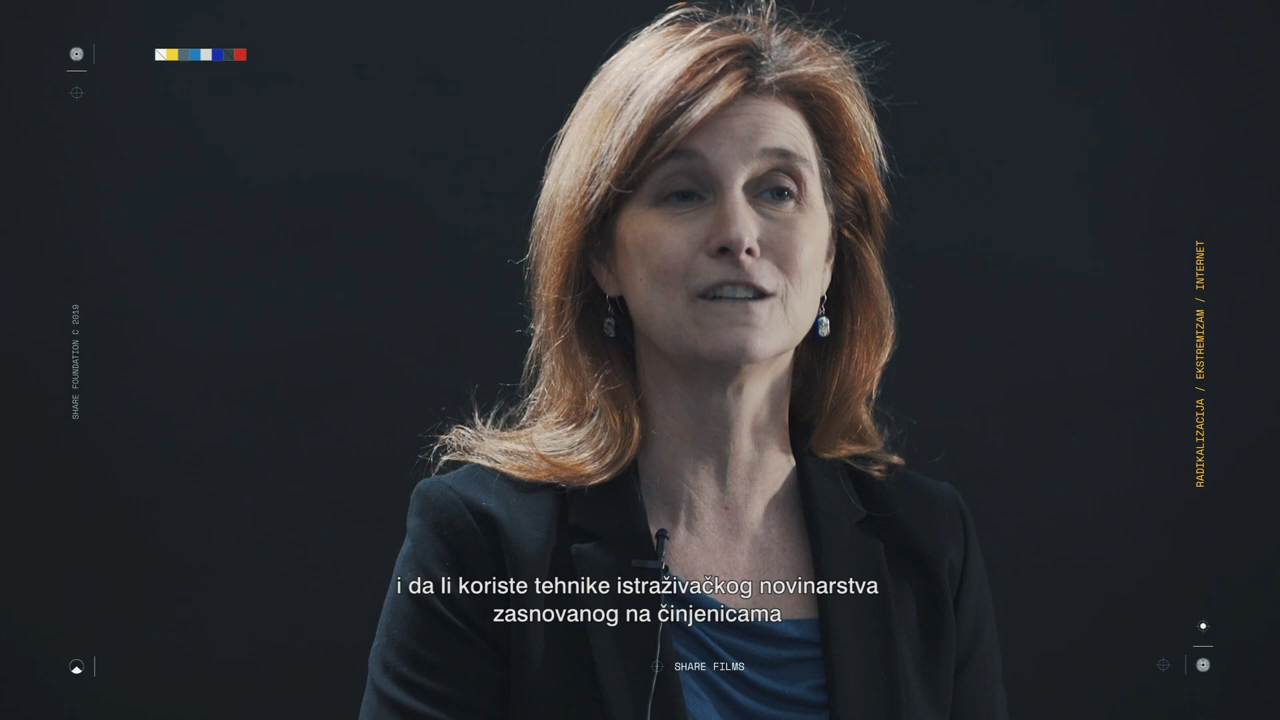 SHARE FOUNDATION C 2019
RADIKALIZACIJA / EKSTREMIZAM / INTERNET
i da li koriste tehnike istraživačkog novinarstva
zasnovanog na činjenicama
SHARE FILMS